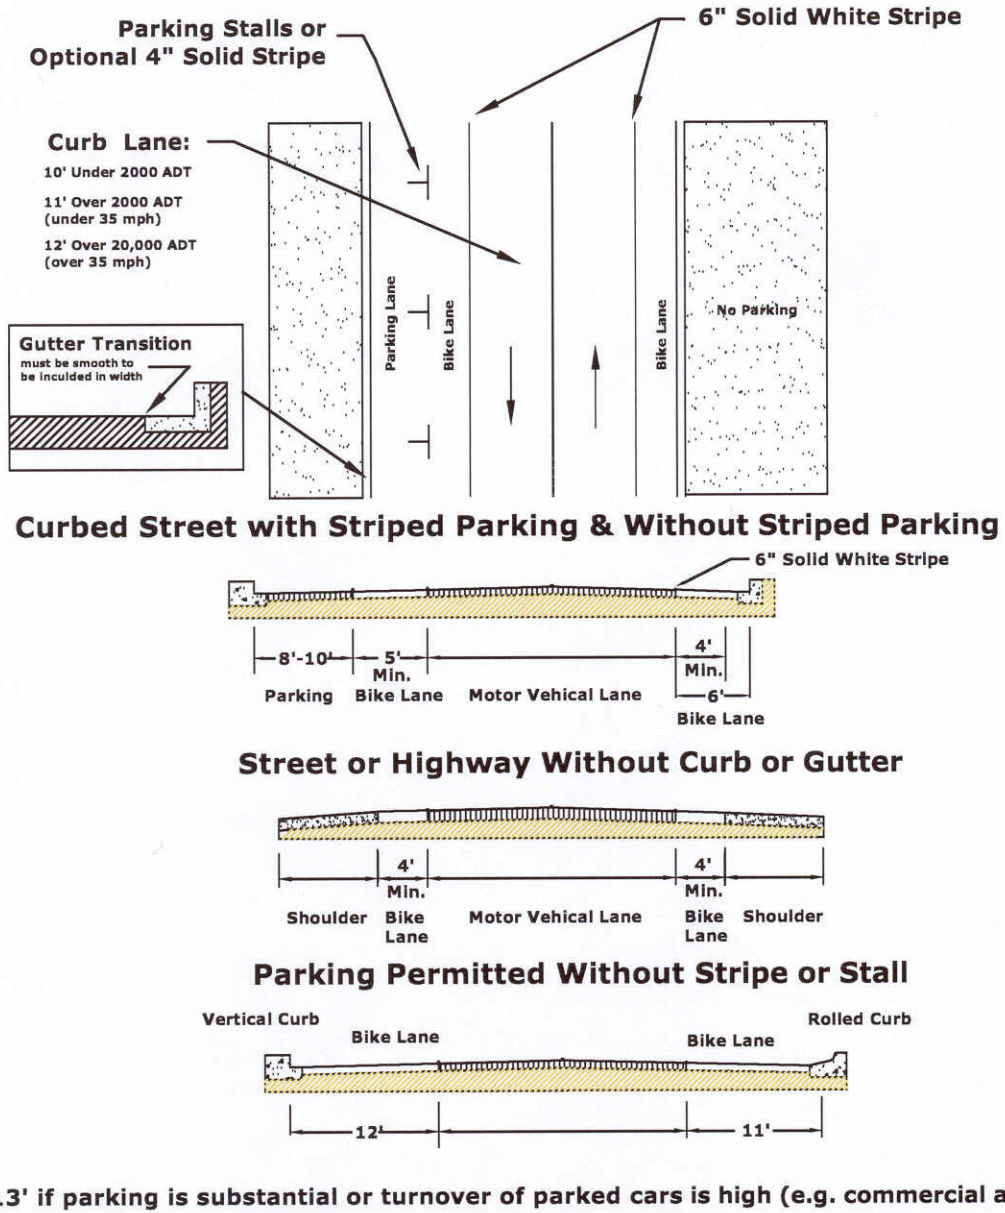 Parking Stalls or
Optional 4" Solid Stripe
6" Solid White Stripe
Curb Lane:
10' Under 2000 ADT
11' Over 2000 ADT
(under 35 mph)
12' Over 20,000 ADT
(over 35 mph)
Parking Lane
Bike Lane
Bike Lane
No Parking
Gutter Transition
must be smooth to
be inculded in width
Curbed Street with Striped Parking & Without Striped Parking
6" Solid White Stripe
8'-10'
5'
Min.
4'
Min.
6'
Parking
Bike Lane
Motor Vehical Lane
Bike Lane
Street or Highway Without Curb or Gutter
4'
Min.
4'
Min.
Shoulder
Bike
Lane
Motor Vehical Lane
Bike
Lane
Shoulder
Parking Permitted Without Stripe or Stall
Vertical Curb
Rolled Curb
Bike Lane
Bike Lane
12'
11'
13' if parking is substantial or turnover of parked cars is high (e.g. commercial a